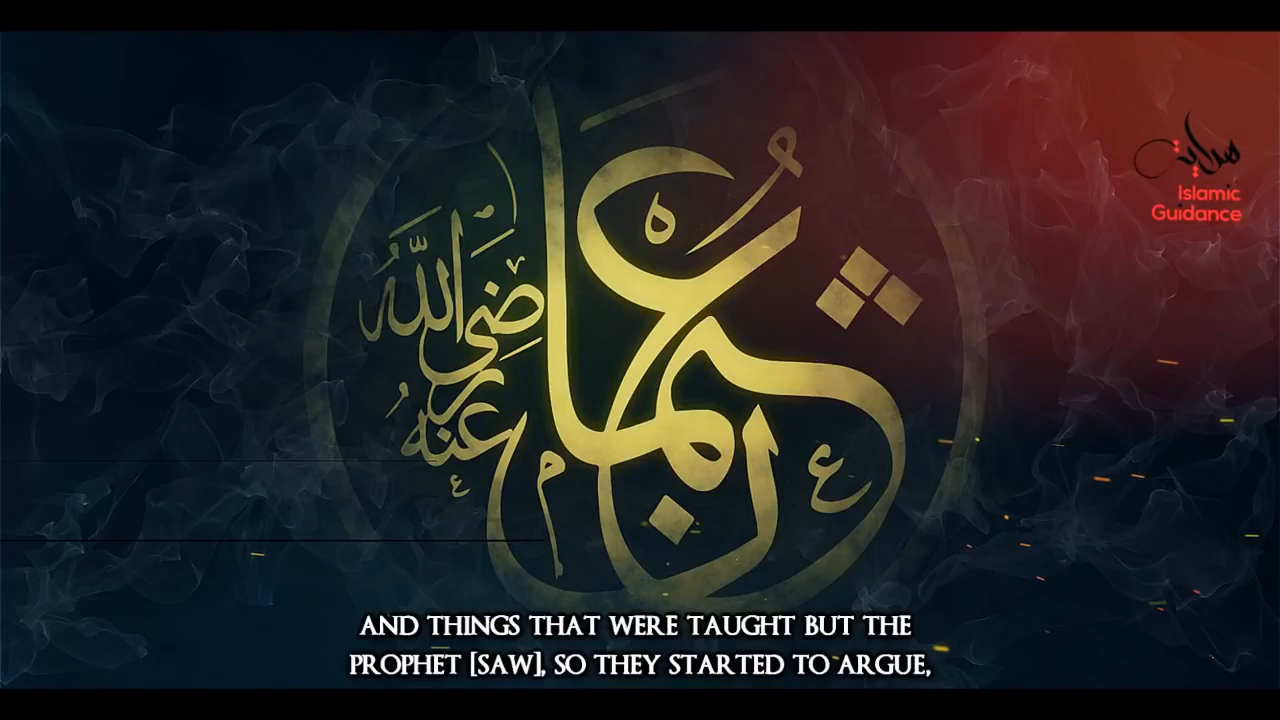 عثمان
رضي الله
عنه
هداية
Islamic
Guidance
AND THINGS THAT WERE TAUGHT BUT THE
PROPHET [SAW], SO THEY STARTED TO ARGUE,